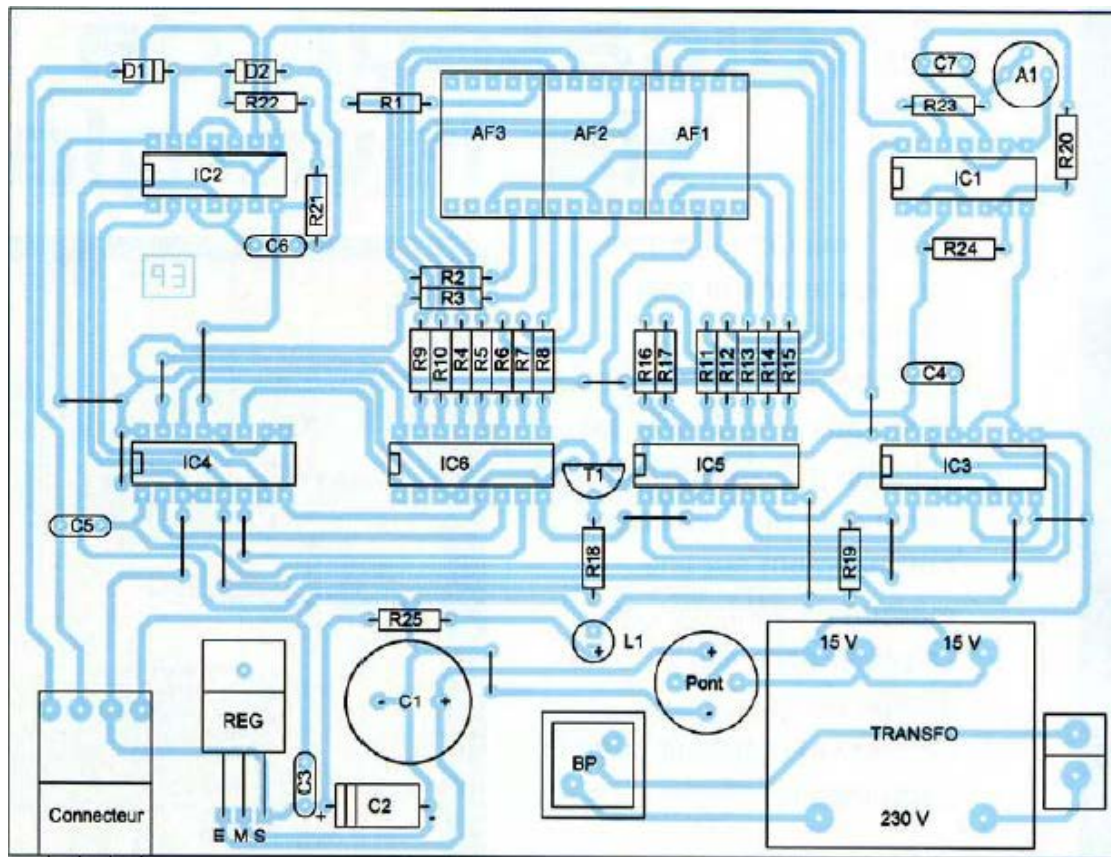 D1
D2
C7
A1
R22
R1
R23
R20
AF3
AF2
AF1
IC2
IC1
R21
C6
R24
R2
R3
R9
R10
R4
R5
R6
R7
R8
R16
R17
R11
R12
R13
R14
R15
C4
IC4
IC6
T1
IC5
IC3
C5
R18
R19
R25
L1
+
15 V
15 V
+
Pont
-
- C1 +
REG
TRANSFO
BP
C3
C2
+
-
Connecteur
E M S
230 V